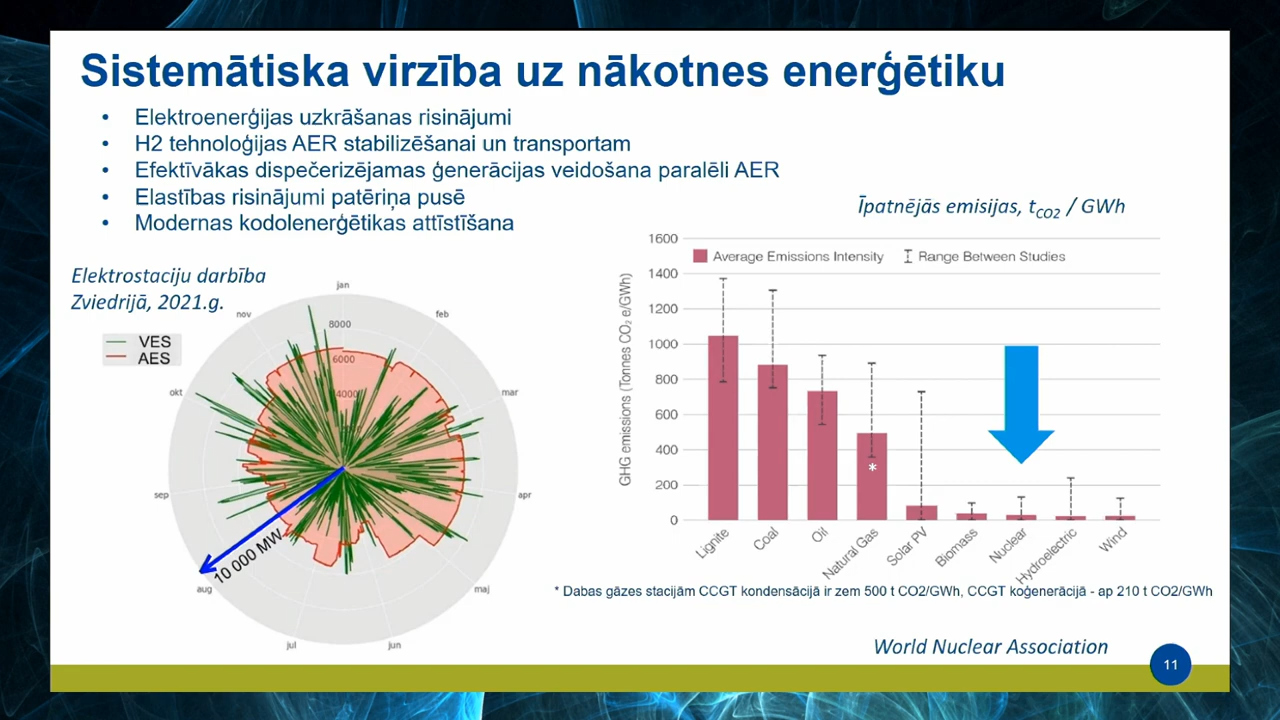 Sistemātiska virzība uz nākotnes enerģētiku
• Elektroenerģijas uzkrāšanas risinājumi
• H2 tehnoloģijas AER stabilizēšanai un transportam
• Efektīvākas dispečerizējamas ģenerācijas veidošana paralēli AER
• Elastības risinājumi patēriņa pusē
• Modernas kodolenerģētikas attīstīšana
Elektrostaciju darbība
Zviedrijā, 2021.g.
VES
AES
jan
feb
mar
apr
maj
jun
jul
aug
sep
okt
nov
8000
6000
4000
10 000 MW
Īpatnējās emisijas, tCO2 / GWh
Average Emissions Intensity
Range Between Studies
GHG emissions (Tonnes CO2 e/GWh)
1600
1400
1200
1000
800
600
400
200
0
*
Lignite
Coal
Oil
Natural Gas
Solar PV
Biomass
Nuclear
Hydroelectric
Wind
* Dabas gāzes stacijām CCGT kondensācijā ir zem 500 t CO2/GWh, CCGT koģenerācijā - ap 210 t CO2/GWh
World Nuclear Association
11